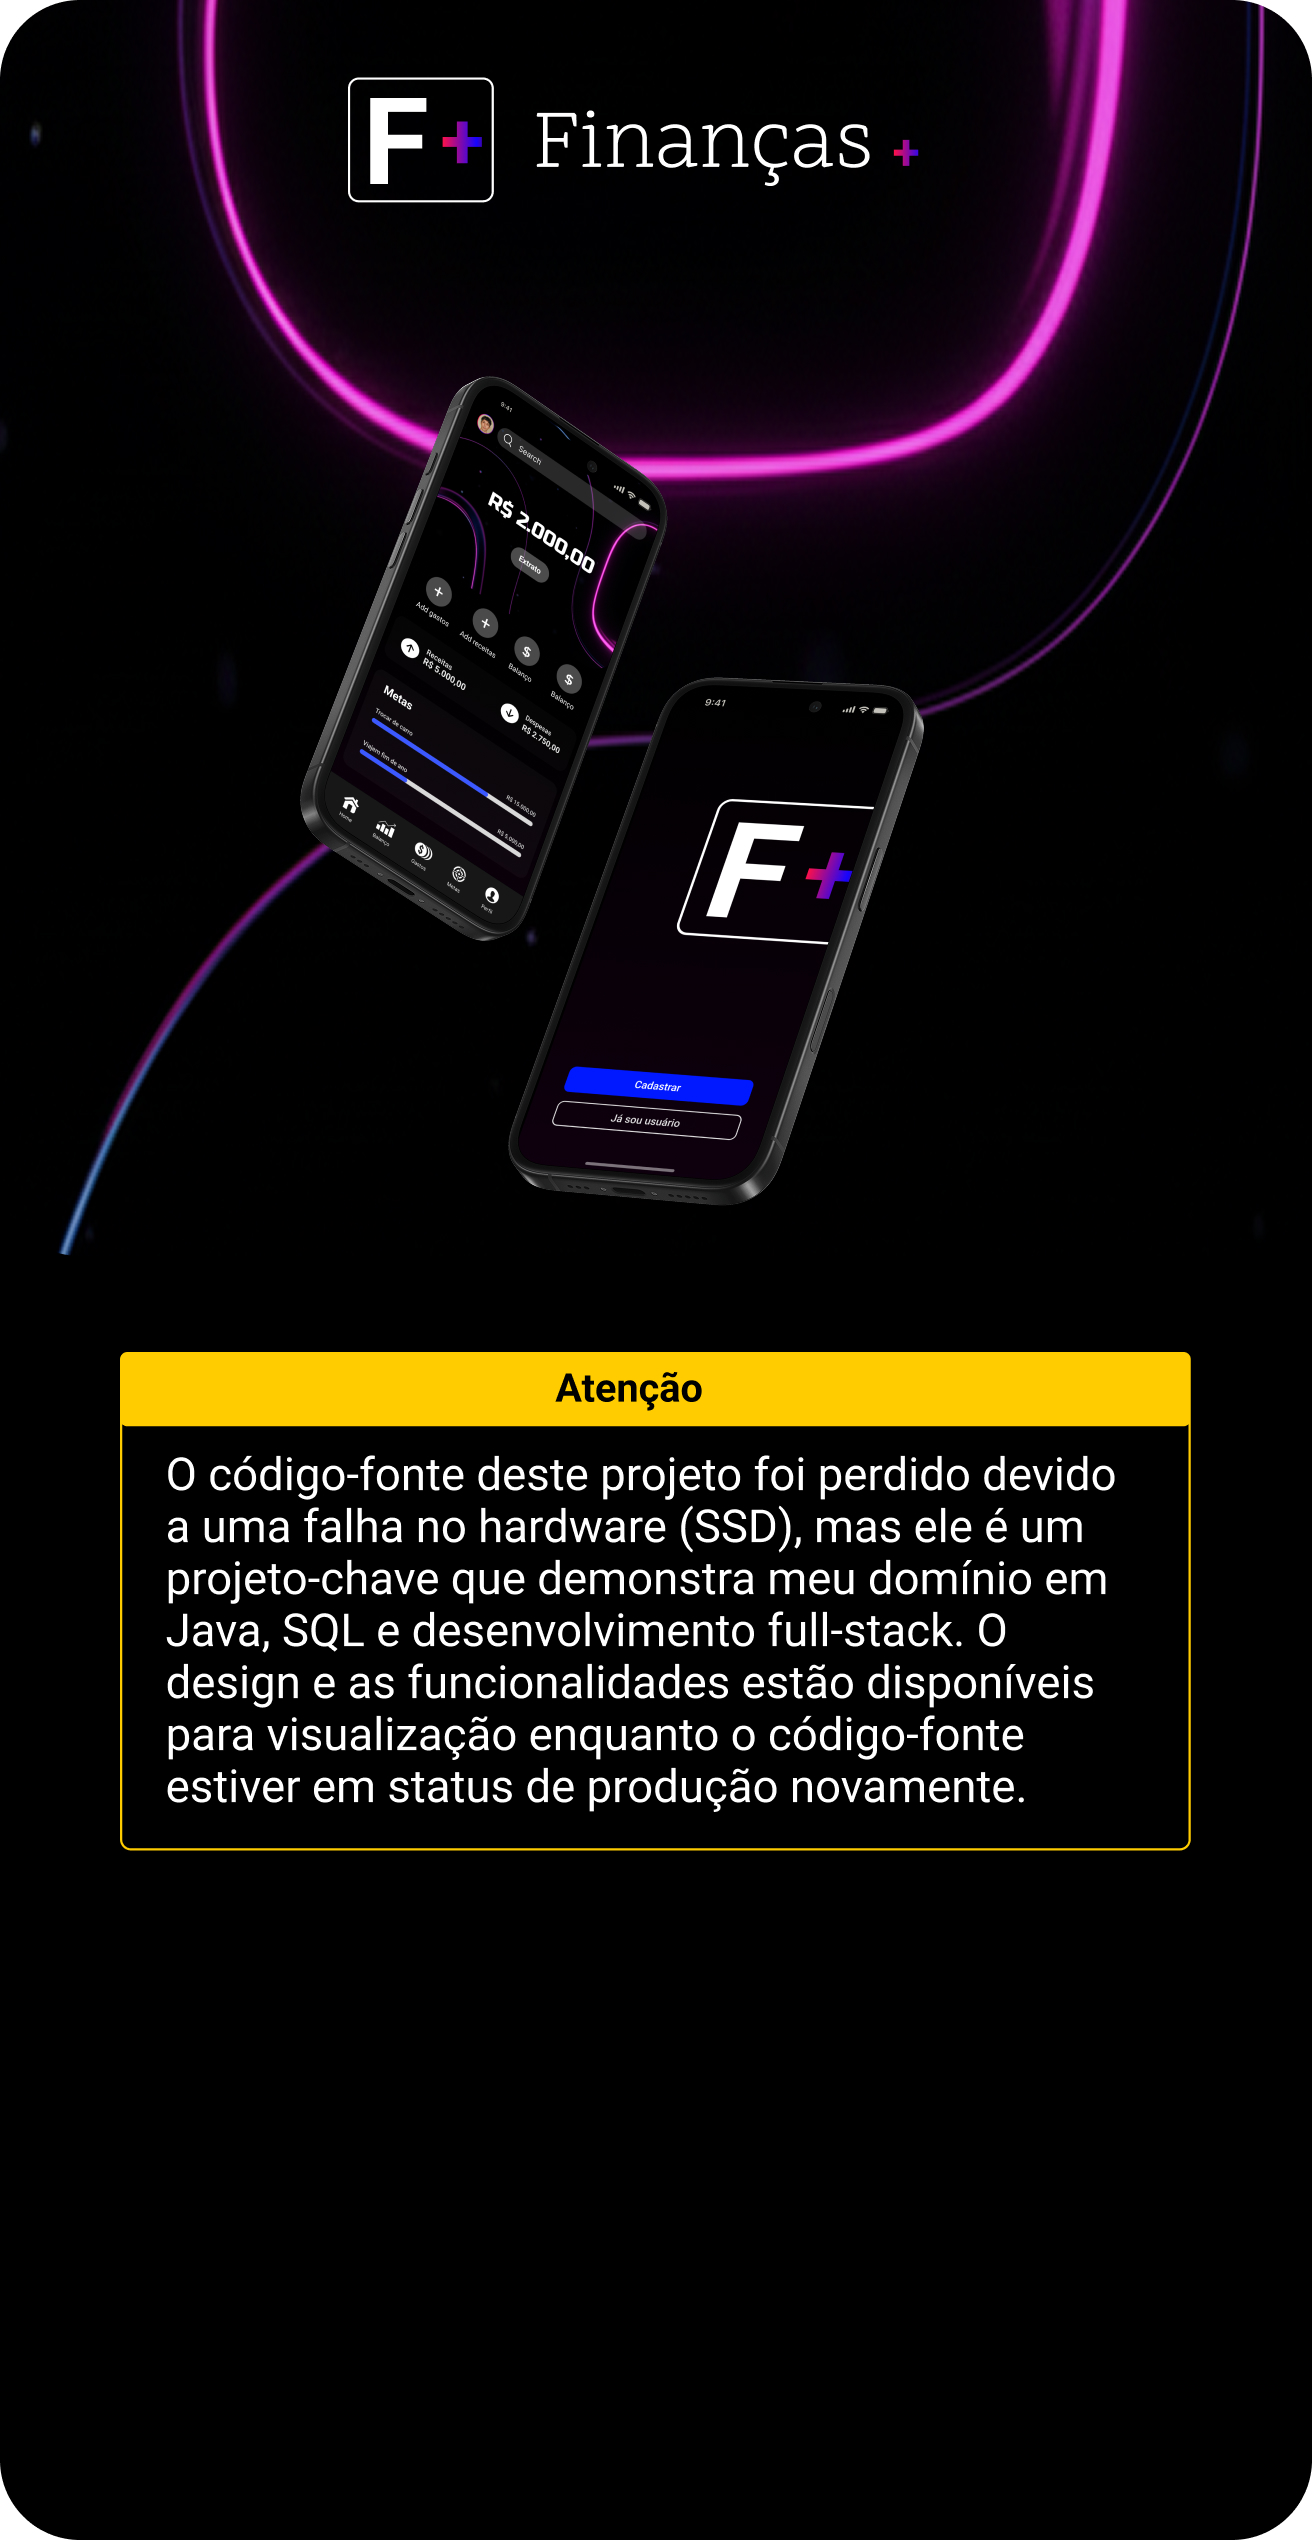 F+
Finanças +
9:41
Search
R$ 2.000,00
Extrato
Add gastos
Add receitas
Balanço
Balanço
Receitas
R$ 5.000,00
Despesas
R$ 2.750,00
Metas
Trocar de carro
R$ 15.000,00
Viajem fim de ano
R$ 5.000,00
Home
Balanço
Gastos
Metas
Perfil
9:41
F+
Cadastrar
Já sou usuário
Atenção
O código-fonte deste projeto foi perdido devido
a uma falha no hardware (SSD), mas ele é um
projeto-chave que demonstra meu domínio em
Java, SQL e desenvolvimento full-stack. O
design e as funcionalidades estão disponíveis
para visualização enquanto o código-fonte
estiver em status de produção novamente.